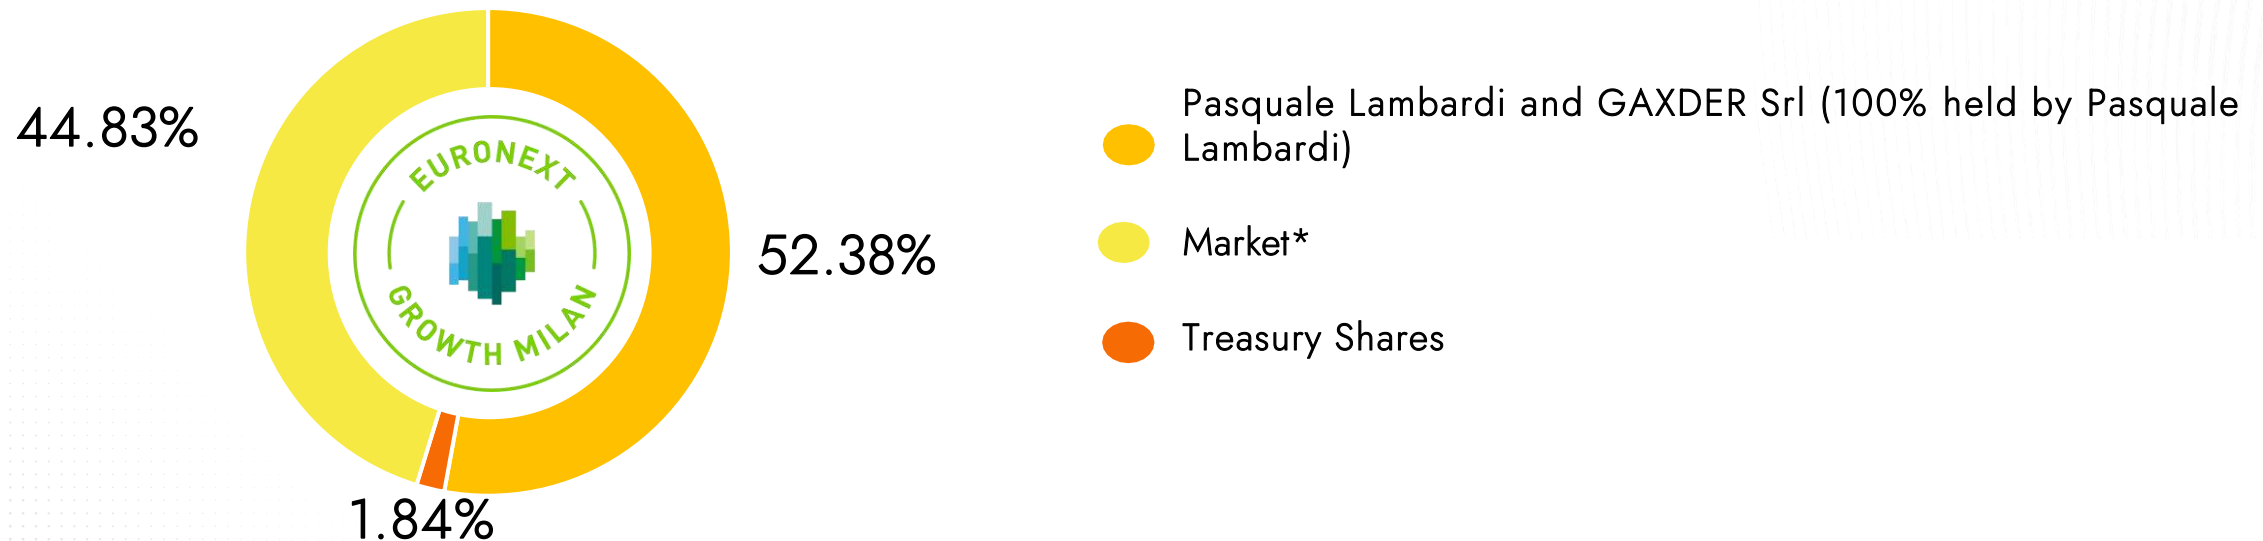 44.83%
EURONEXT
GROWTH MILAN
52.38%
1.84%
Pasquale Lambardi and GAXDER Srl (100% held by Pasquale
Lambardi)
Market*
Treasury Shares